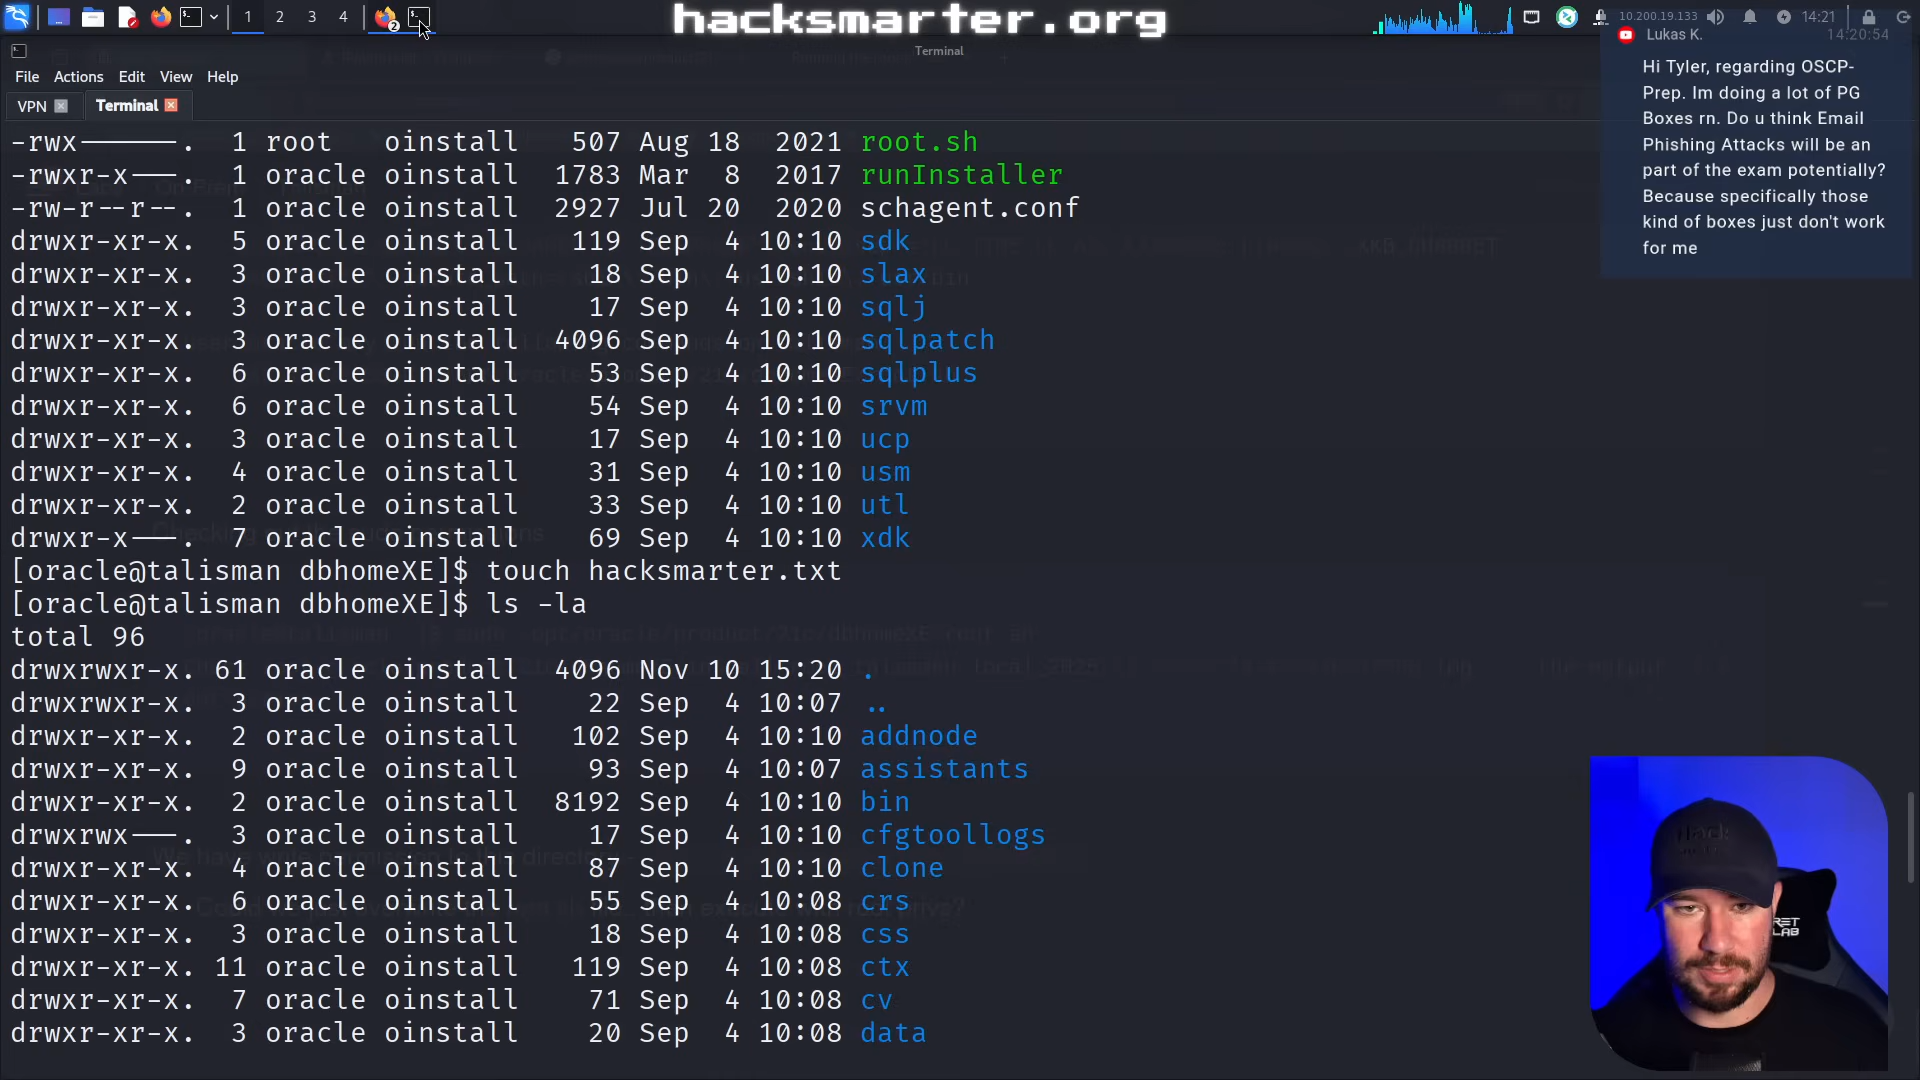 1 2 3 4
hacksmarter.org
10.200.19.133
14:21
Terminal
File Actions Edit View Help
VPN Terminal
Lukas K. 14:20:54
Hi Tyler, regarding OSCP-
Prep. Im doing a lot of PG
Boxes rn. Do u think Email
Phishing Attacks will be an
part of the exam potentially?
Because specifically those
kind of boxes just don't work
for me
-rwx------. 1 root oinstall 507 Aug 18 2021 root.sh
-rwxr-x---. 1 oracle oinstall 1783 Mar 8 2017 runInstaller
-rw-r--r--. 1 oracle oinstall 2927 Jul 20 2020 schagent.conf
drwxr-xr-x. 5 oracle oinstall 119 Sep 4 10:10 sdk
drwxr-xr-x. 3 oracle oinstall 18 Sep 4 10:10 slax
drwxr-xr-x. 3 oracle oinstall 17 Sep 4 10:10 sqlj
drwxr-xr-x. 3 oracle oinstall 4096 Sep 4 10:10 sqlpatch
drwxr-xr-x. 6 oracle oinstall 53 Sep 4 10:10 sqlplus
drwxr-xr-x. 6 oracle oinstall 54 Sep 4 10:10 srvm
drwxr-xr-x. 3 oracle oinstall 17 Sep 4 10:10 ucp
drwxr-xr-x. 4 oracle oinstall 31 Sep 4 10:10 usm
drwxr-xr-x. 2 oracle oinstall 33 Sep 4 10:10 utl
drwxr-x---. 7 oracle oinstall 69 Sep 4 10:10 xdk
[oracle@talisman dbhomeXE]$ touch hacksmarter.txt
[oracle@talisman dbhomeXE]$ ls -la
total 96
drwxrwxr-x. 61 oracle oinstall 4096 Nov 10 15:20 .
drwxrwxr-x. 3 oracle oinstall 22 Sep 4 10:07 ..
drwxr-xr-x. 2 oracle oinstall 102 Sep 4 10:10 addnode
drwxr-xr-x. 9 oracle oinstall 93 Sep 4 10:07 assistants
drwxr-xr-x. 2 oracle oinstall 8192 Sep 4 10:10 bin
drwxrwx---. 3 oracle oinstall 17 Sep 4 10:10 cfgtoollogs
drwxr-xr-x. 4 oracle oinstall 87 Sep 4 10:10 clone
drwxr-xr-x. 6 oracle oinstall 55 Sep 4 10:08 crs
drwxr-xr-x. 3 oracle oinstall 18 Sep 4 10:08 css
drwxr-xr-x. 11 oracle oinstall 119 Sep 4 10:08 ctx
drwxr-xr-x. 7 oracle oinstall 71 Sep 4 10:08 cv
drwxr-xr-x. 3 oracle oinstall 20 Sep 4 10:08 data